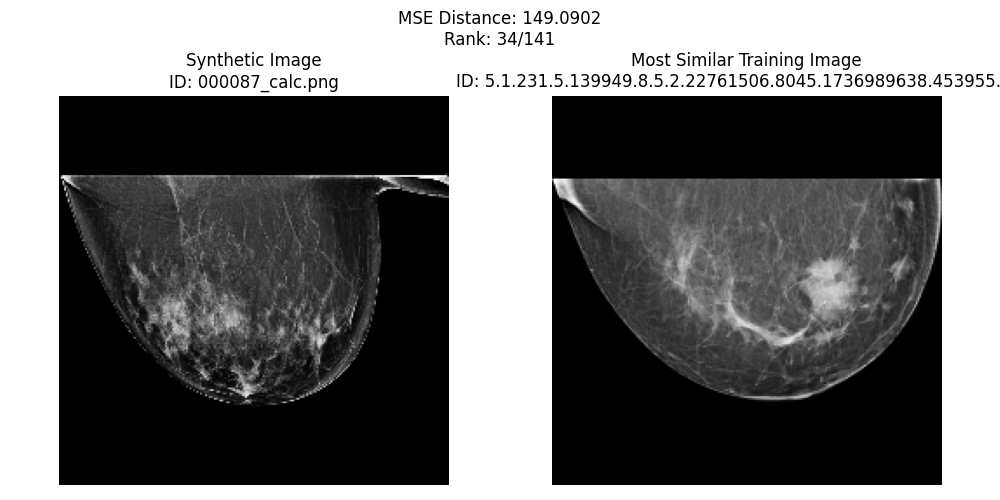 MSE Distance: 149.0902
Rank: 34/141
Synthetic Image
ID: 000087_calc.png
Most Similar Training Image
ID: 5.1.231.5.139949.8.5.2.22761506.8045.1736989638.453955.